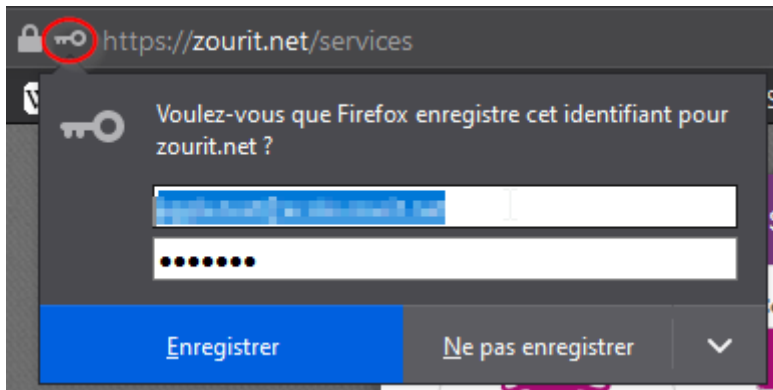 https://zourit.net/services
Voulez-vous que Firefox enregistre cet identifiant pour
zourit.net ?
•••••••
Enregistrer
Ne pas enregistrer